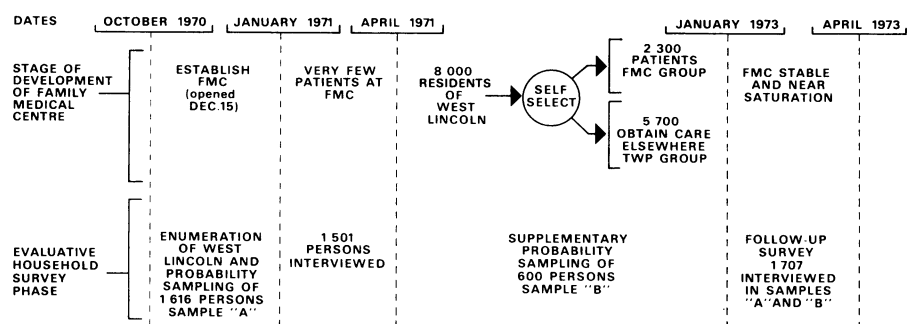 DATES
OCTOBER 1970
JANUARY 1971
APRIL 1971
JANUARY 1973
APRIL 1973
STAGE OF
DEVELOPMENT
OF FAMILY
MEDICAL
CENTRE
ESTABLISH
FMC
(opened
DEC.15)
VERY FEW
PATIENTS AT
FMC
8 000
RESIDENTS
OF
WEST
LINCOLN
SELF
SELECT
2 300
PATIENTS
FMC GROUP
5 700
OBTAIN CARE
ELSEWHERE
TWP GROUP
FMC STABLE
AND NEAR
SATURATION
EVALUATIVE
HOUSEHOLD
SURVEY
PHASE
ENUMERATION
OF WEST
LINCOLN AND
PROBABILITY
SAMPLING OF
1 616 PERSONS
SAMPLE "A"
1 501
PERSONS
INTERVIEWED
SUPPLEMENTARY
PROBABILITY
SAMPLING OF
600 PERSONS
SAMPLE "B"
FOLLOW-UP
SURVEY
1 707
INTERVIEWED
IN SAMPLES
"A" AND "B"